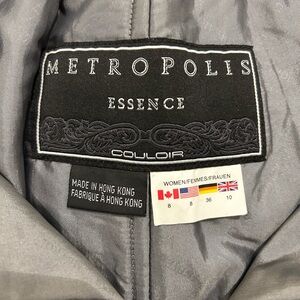 METROPOLIS
ESSENCE
COULOIR
MADE IN HONG KONG
FABRIQUÉ À HONG KONG
WOMEN/FEMMES/FRAUEN
8 8 36 10